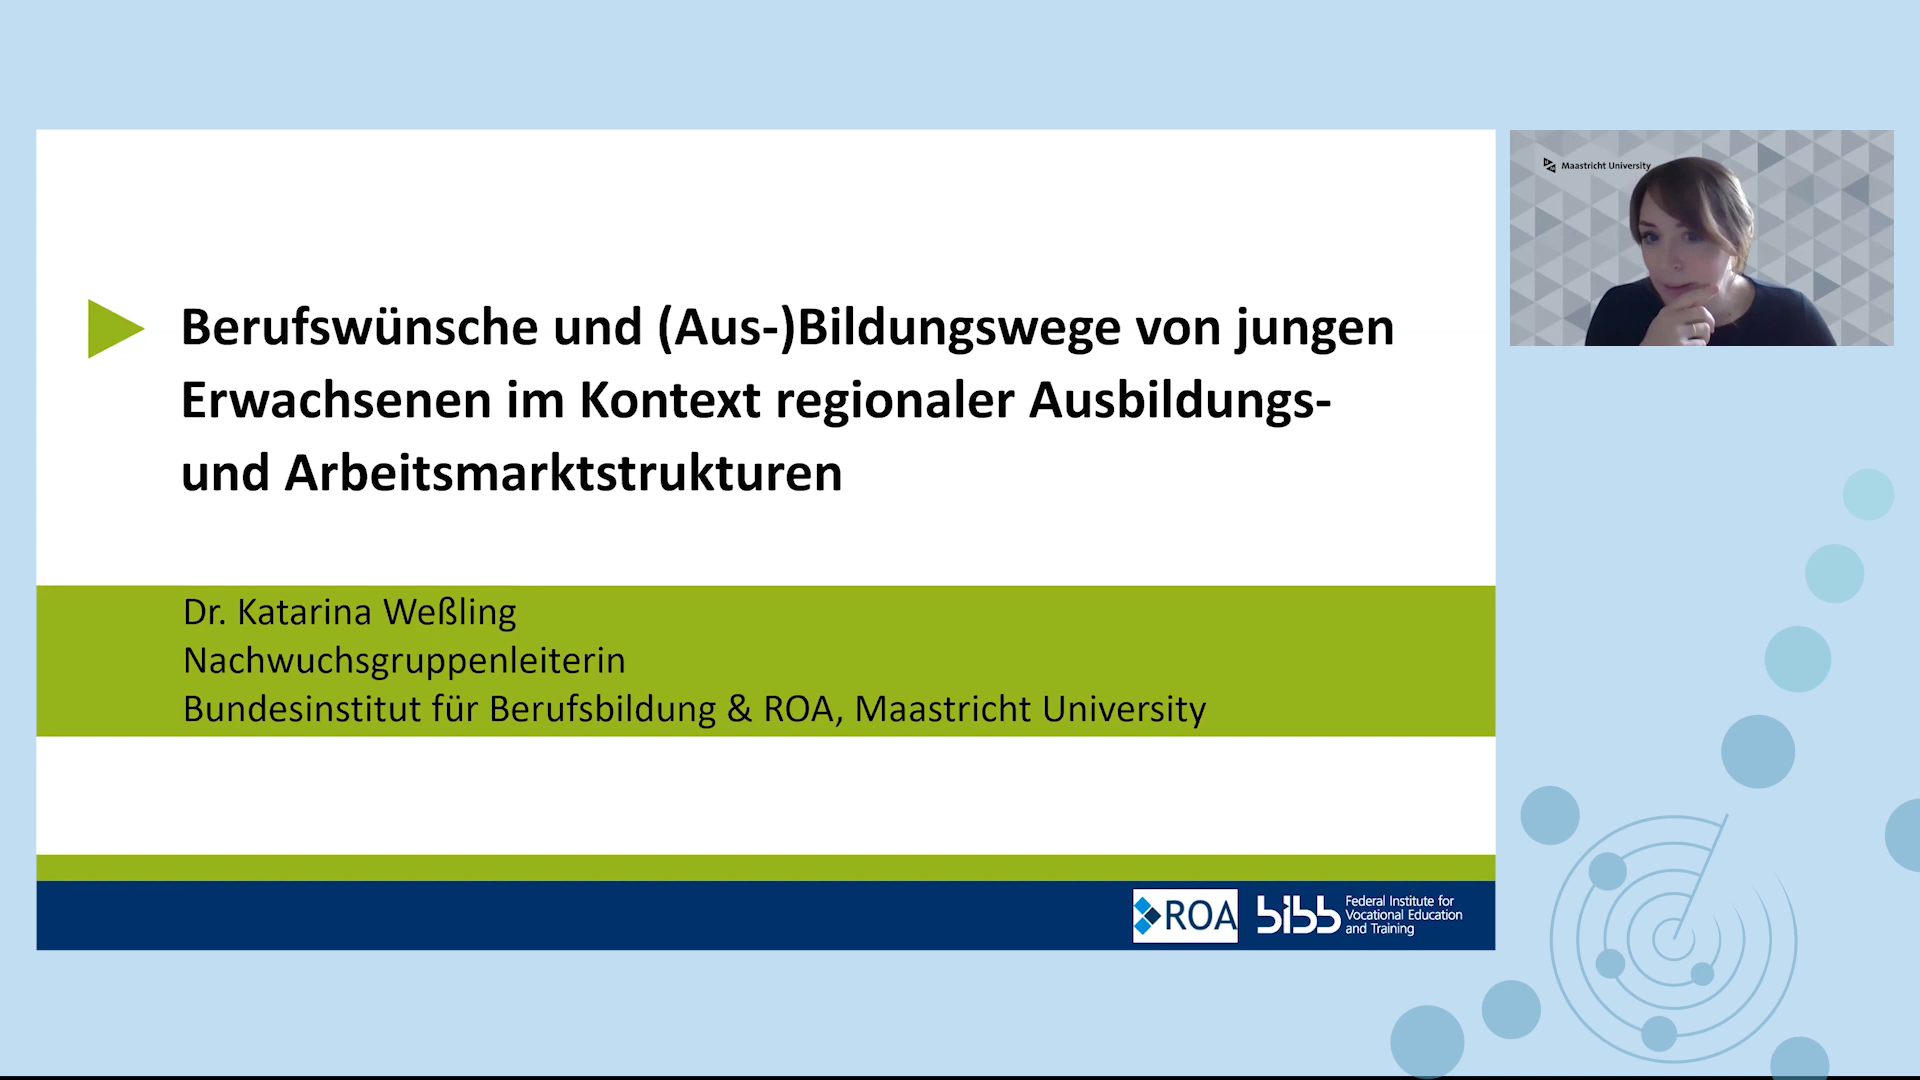 Berufswünsche und (Aus-)Bildungswege von jungen
Erwachsenen im Kontext regionaler Ausbildungs-
und Arbeitsmarktstrukturen
Dr. Katarina Weßling
Nachwuchsgruppenleiterin
Bundesinstitut für Berufsbildung & ROA, Maastricht University
ROA
bibb
Federal Institute for
Vocational Education
and Training
Maastricht University